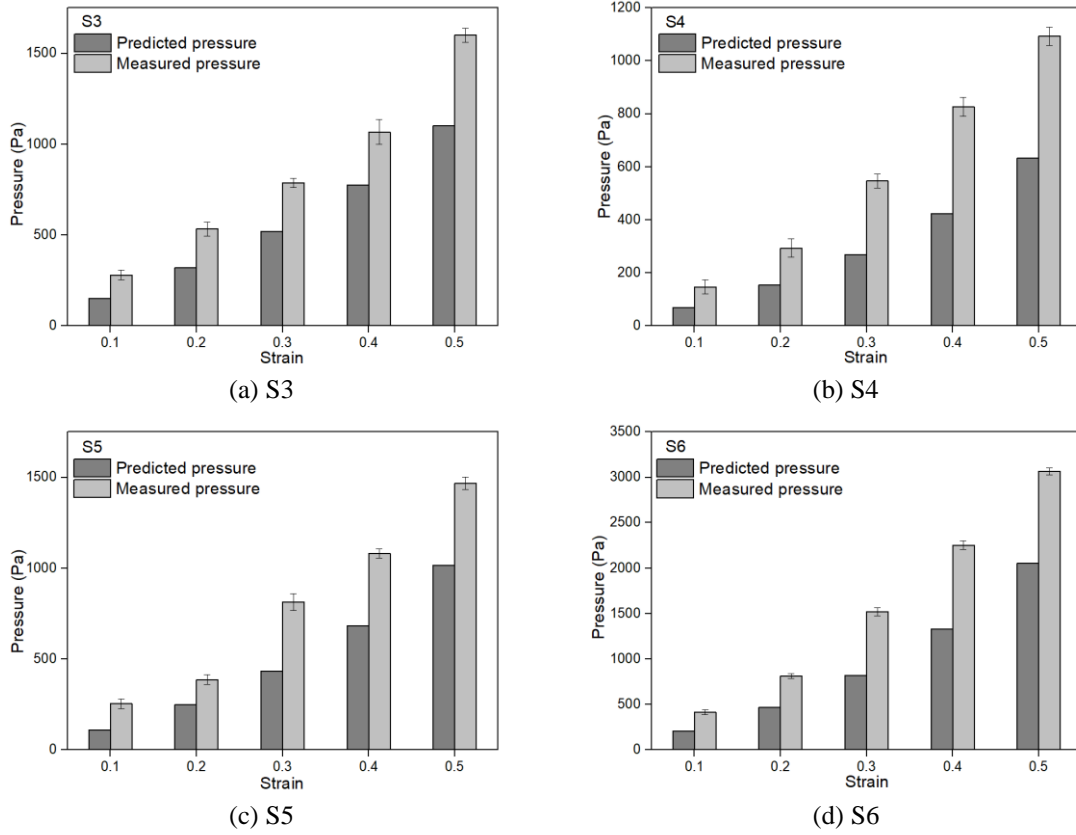 S3
Predicted pressure
Measured pressure
Pressure (Pa)
1500
1000
500
0
0.1 0.2 0.3 0.4 0.5
Strain
(a) S3
S4
Predicted pressure
Measured pressure
Pressure (Pa)
1200
1000
800
600
400
200
0
0.1 0.2 0.3 0.4 0.5
Strain
(b) S4
S5
Predicted pressure
Measured pressure
Pressure (Pa)
1500
1000
500
0
0.1 0.2 0.3 0.4 0.5
Strain
(c) S5
S6
Predicted pressure
Measured pressure
Pressure (Pa)
3500
3000
2500
2000
1500
1000
500
0
0.1 0.2 0.3 0.4 0.5
Strain
(d) S6